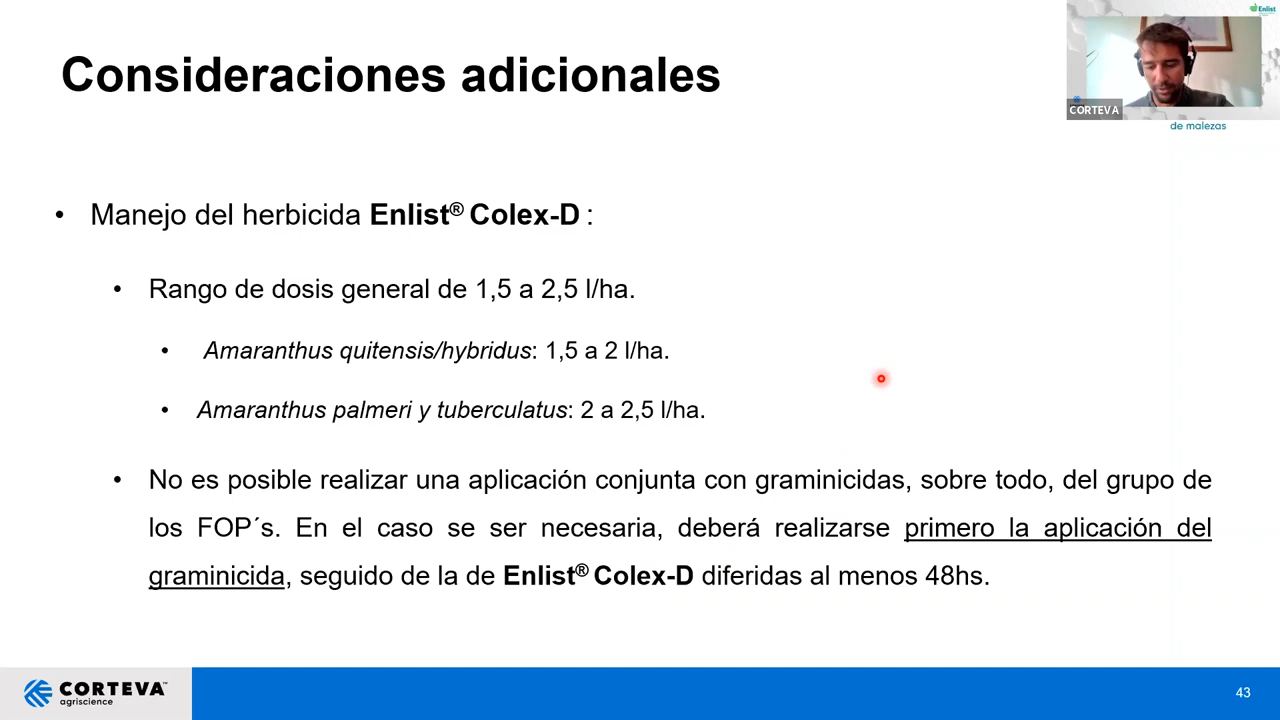 Consideraciones adicionales
Enlist
CORTEVA
de malezas
• Manejo del herbicida Enlist® Colex-D :
• Rango de dosis general de 1,5 a 2,5 l/ha.
• Amaranthus quitensis/hybridus: 1,5 a 2 l/ha.
• Amaranthus palmeri y tuberculatus: 2 a 2,5 l/ha.
• No es posible realizar una aplicación conjunta con graminicidas, sobre todo, del grupo de
los FOP´s. En el caso se ser necesaria, deberá realizarse primero la aplicación del
graminicida, seguido de la de Enlist® Colex-D diferidas al menos 48hs.
CORTEVA™
agriscience
43